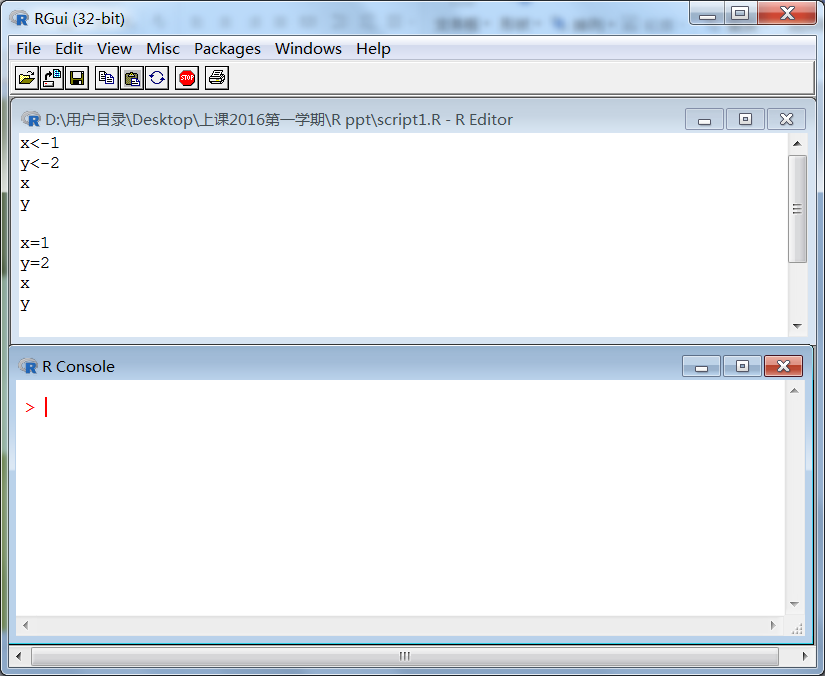 RGui (32-bit)
File Edit View Misc Packages Windows Help
STOP
D:\用户目录\Desktop\上课2016第一学期\R ppt\script1.R - R Editor
x<-1
y<-2
x
y
x=1
y=2
x
y
R Console
>